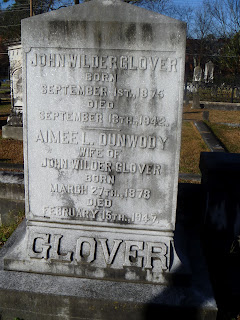 JOHN WILDER GLOVER
BORN
SEPTEMBER 1ST, 1875
DIED
SEPTEMBER 18TH, 1942.
AIMEE L. DUNWODY
WIFE OF
JOHN WILDER GLOVER
BORN
MARCH 27TH, 1878
DIED
FEBRUARY 15TH, 1947.
GLOVER